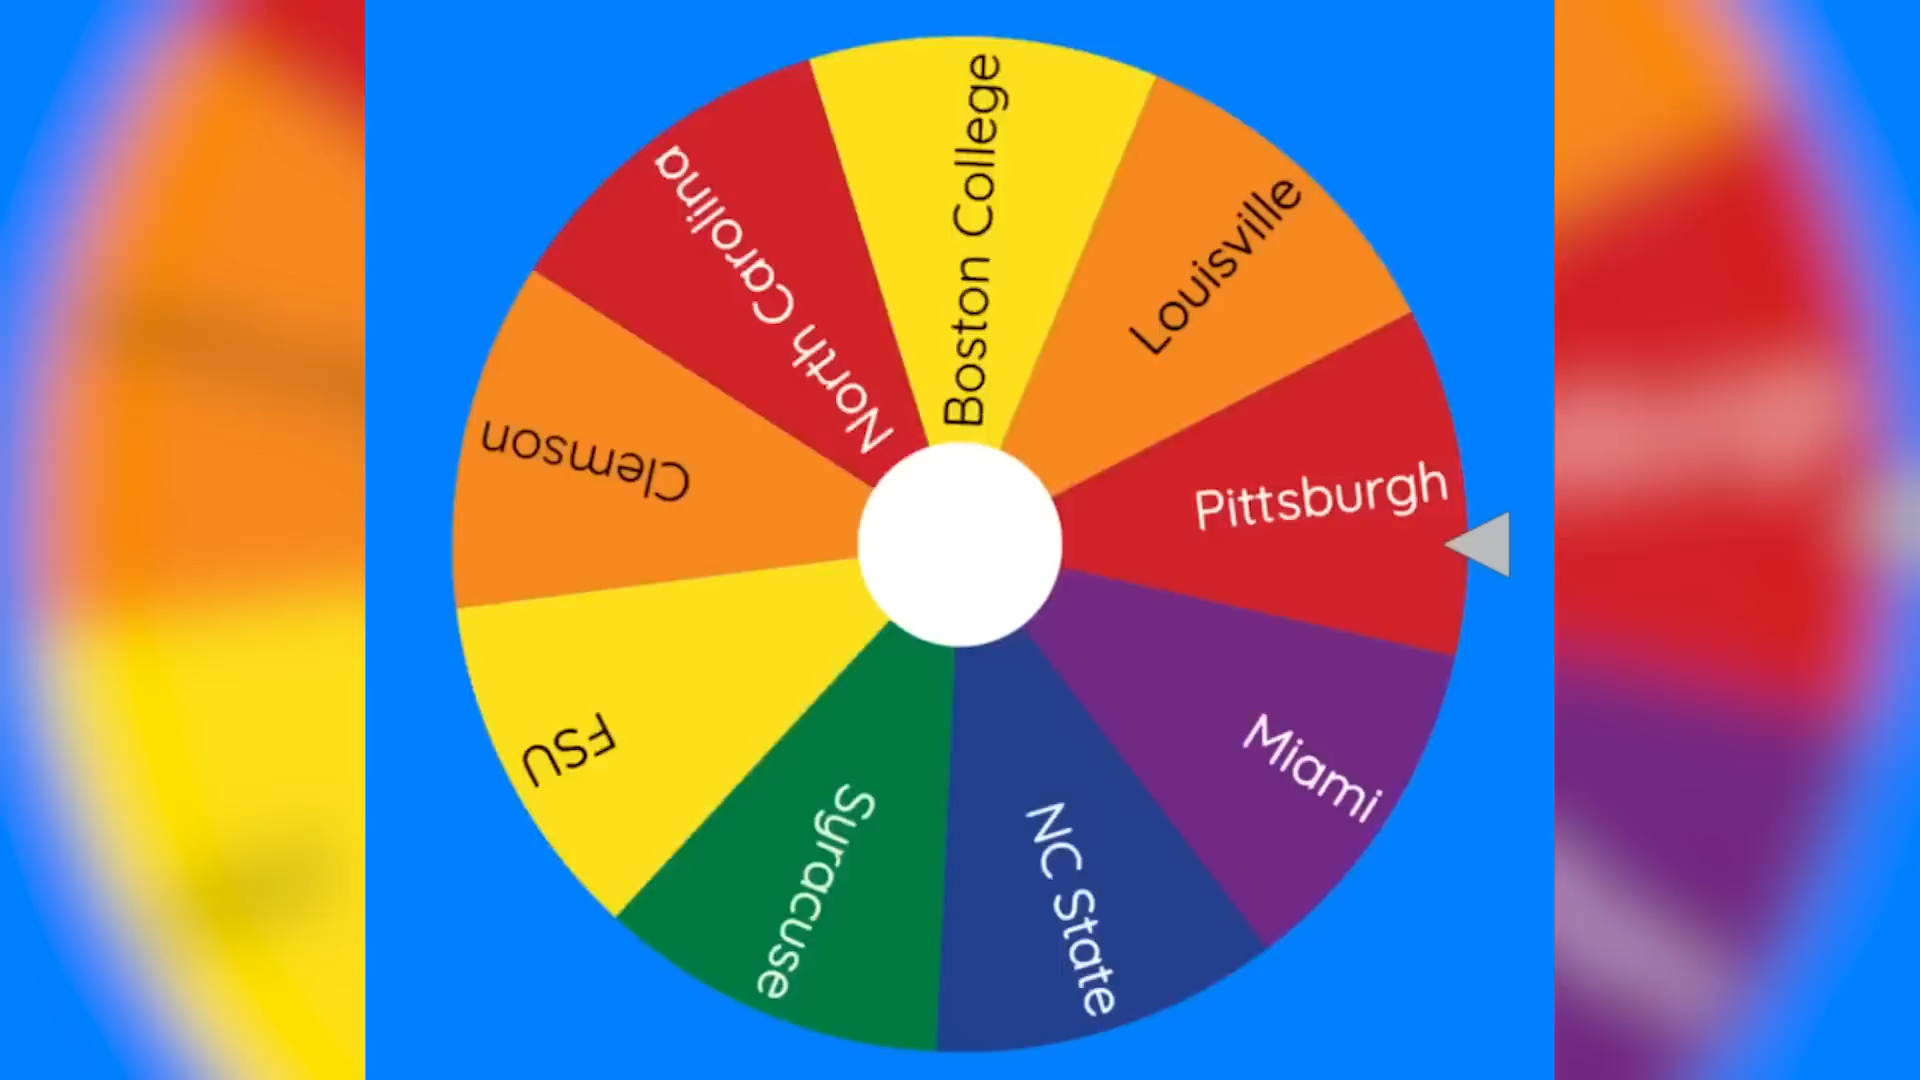 Boston College
Louisville
Pittsburgh
Miami
NC State
Syracuse
FSU
Clemson
North Carolina